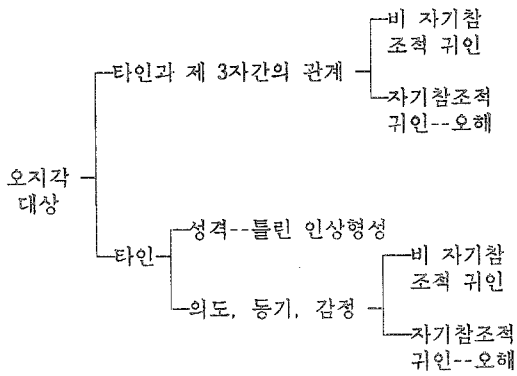 비 자기참
조적 귀인
타인과 제 3자간의 관계
자기참조적
귀인--오해
오지각
대상
성격--틀린 인상형성
타인
비 자기참
조적 귀인
의도, 동기, 감정
자기참조적
귀인--오해